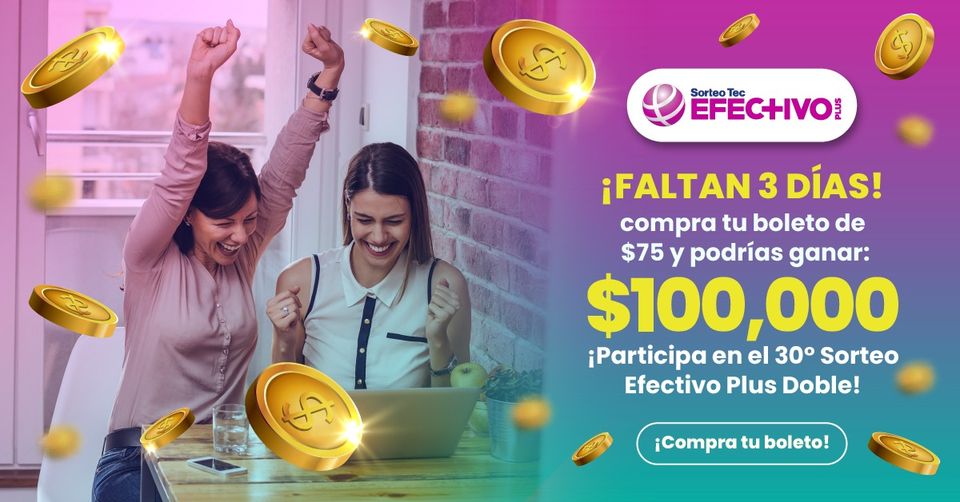 Sorteo Tec
EFECTIVO PLUS
¡FALTAN 3 DÍAS!
compra tu boleto de
$75 y podrías ganar:
$100,000
¡Participa en el 30° Sorteo
Efectivo Plus Doble!
¡Compra tu boleto!